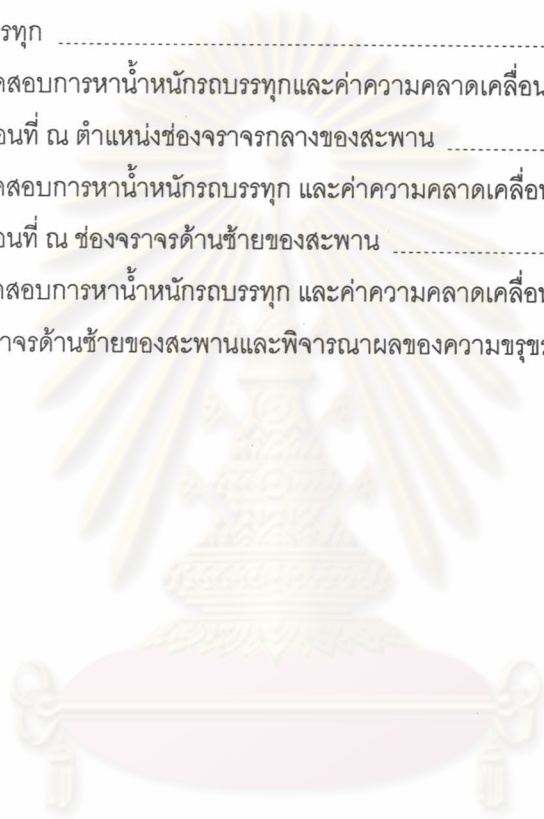 รทุก
ดสอบการหาน้ำหนักรถบรรทุกและค่าความคลาดเคลื่อน
อนที่ ณ ตำแหน่งช่องจราจรกลางของสะพาน
ดสอบการหาน้ำหนักรถบรรทุก และค่าความคลาดเคลื่อน
อนที่ ณ ช่องจราจรด้านซ้ายของสะพาน
ดสอบการหาน้ำหนักรถบรรทุก และค่าความคลาดเคลื่อน
าจรด้านซ้ายของสะพานและพิจารณาผลของความขรุข